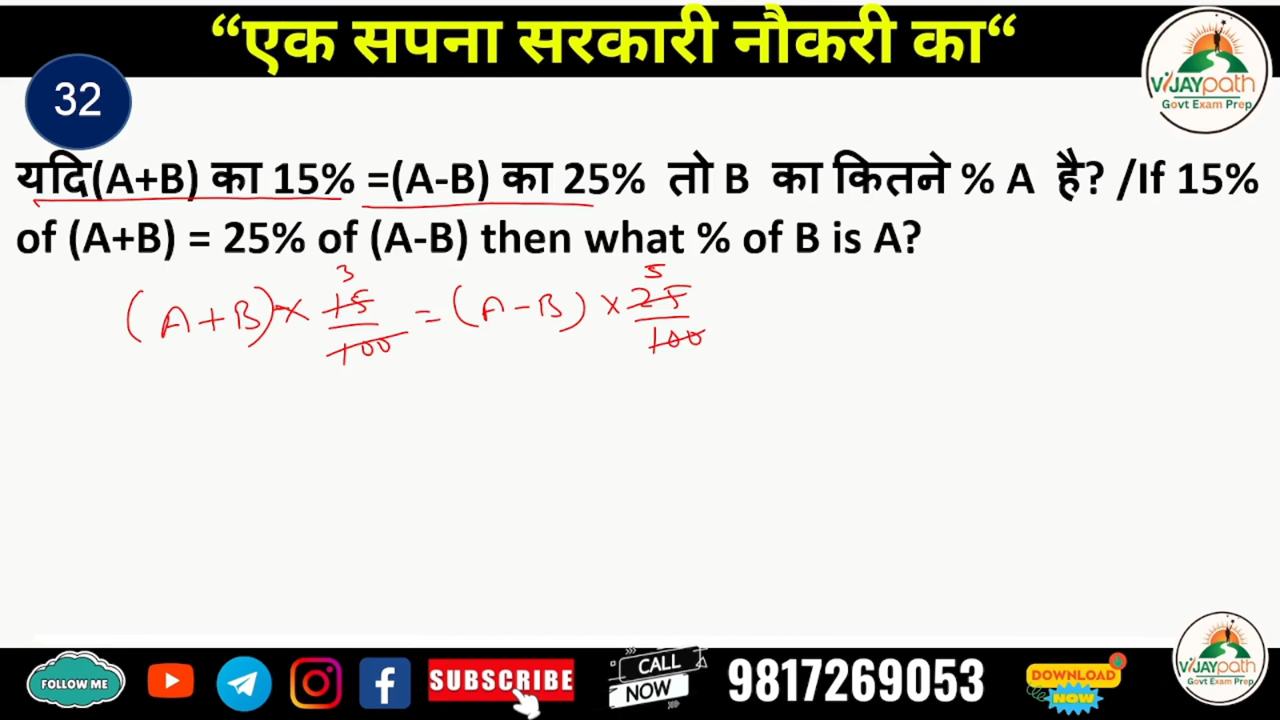 “एक सपना सरकारी नौकरी का“
VIJAYpath
Govt Exam Prep
32
यदि(A+B) का 15% =(A-B) का 25% तो B का कितने % A है? /If 15%
of (A+B) = 25% of (A-B) then what % of B is A?
3 5
(A+B)× 15/100 = (A-B) × 25/100
FOLLOW ME
SUBSCRIBE
CALL
NOW
9817269053
DOWNLOAD
NOW
VIJAYpath
Govt Exam Prep